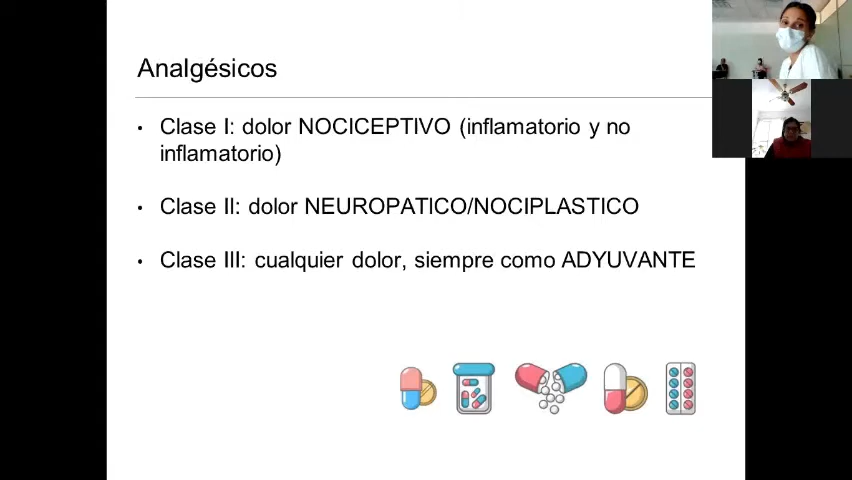 Analgésicos
• Clase I: dolor NOCICEPTIVO (inflamatorio y no
inflamatorio)
• Clase II: dolor NEUROPATICO/NOCIPLASTICO
• Clase III: cualquier dolor, siempre como ADYUVANTE